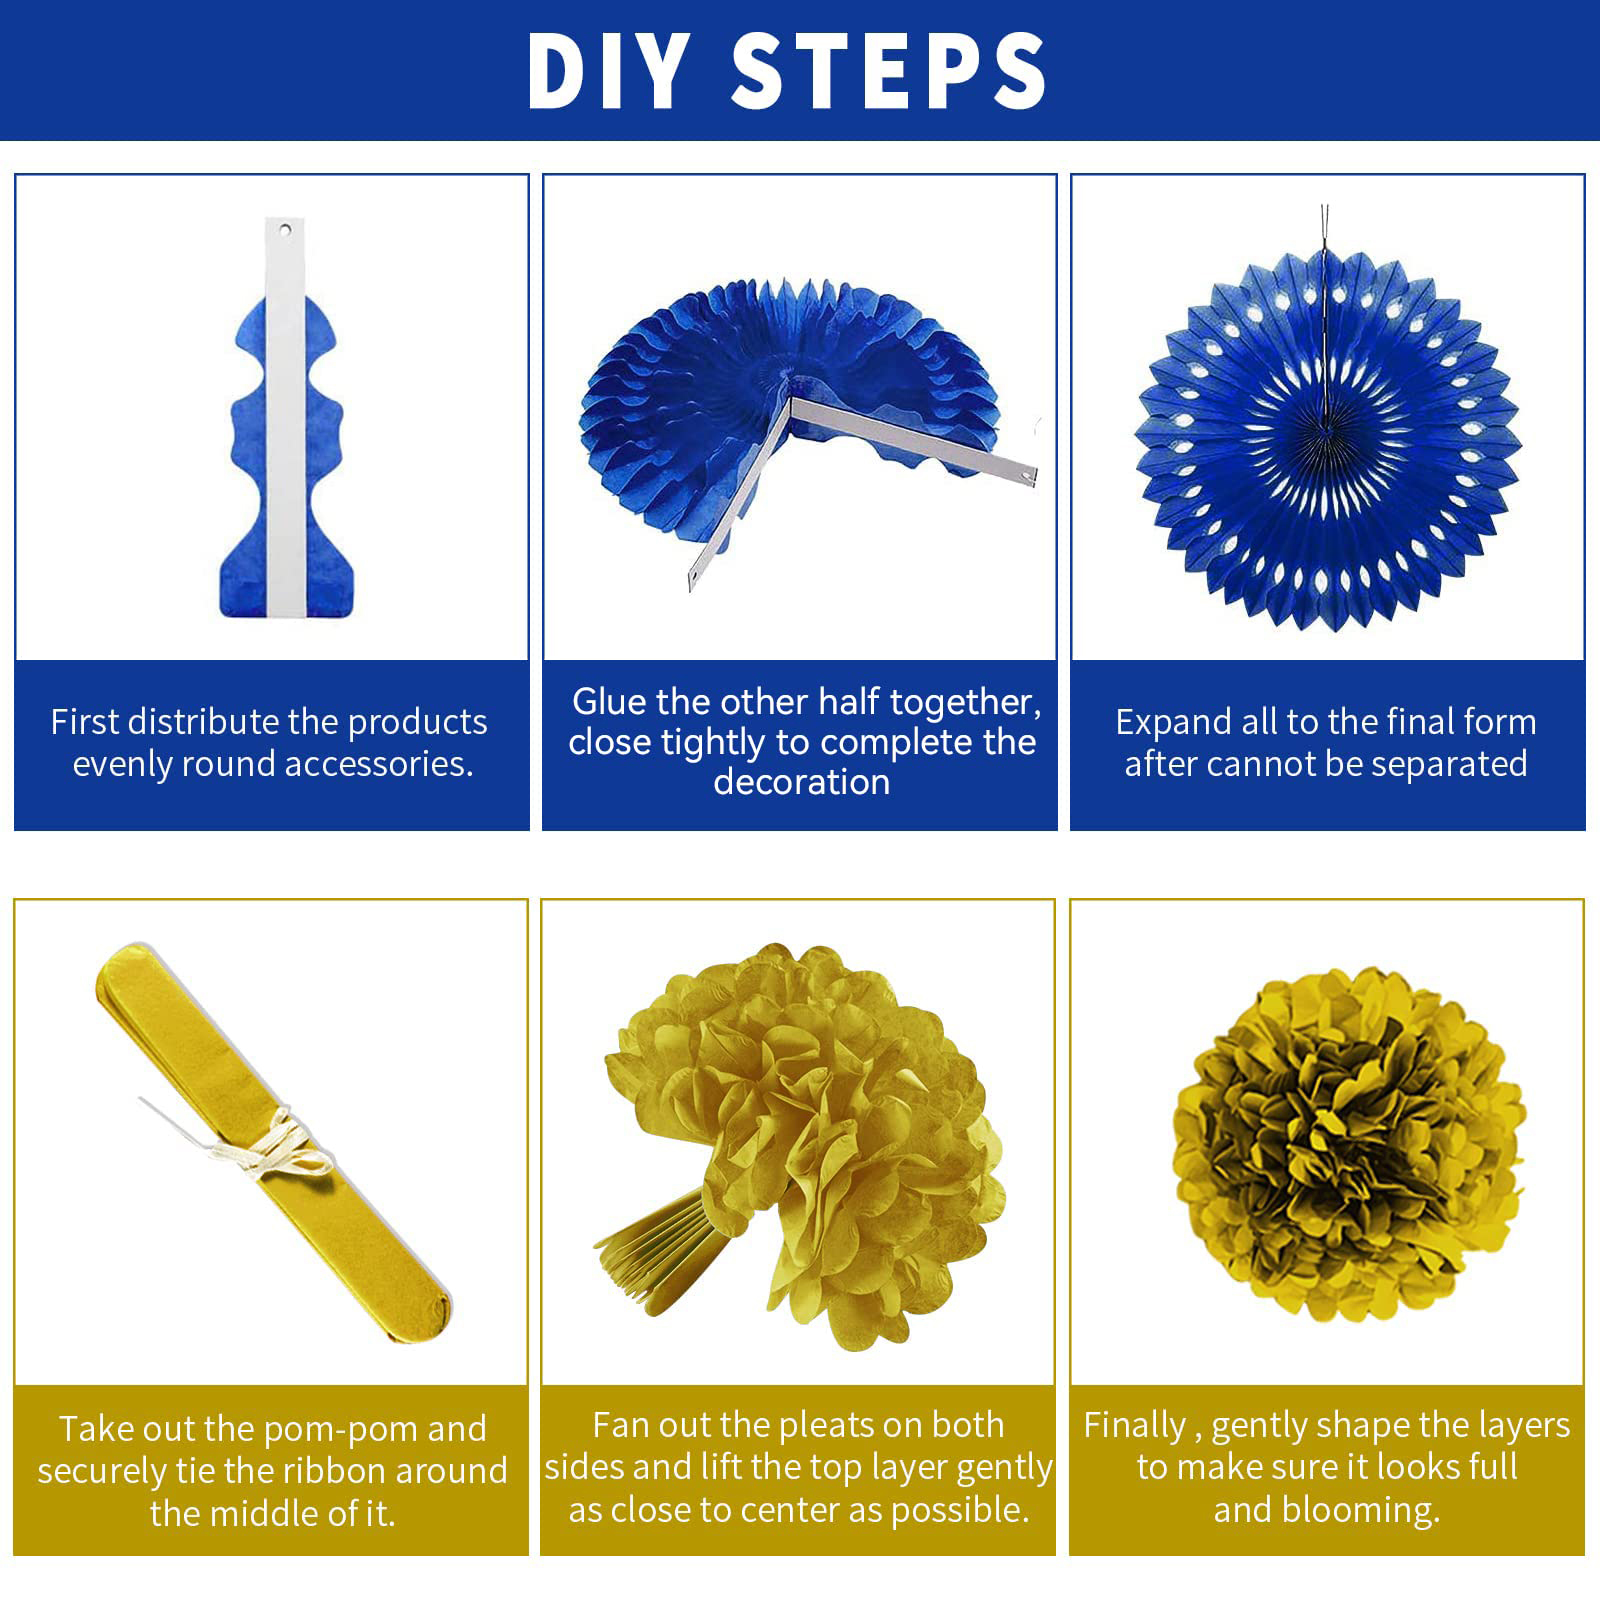 DIY STEPS
First distribute the products
evenly round accessories.
Glue the other half together,
close tightly to complete the
decoration
Expand all to the final form
after cannot be separated
Take out the pom-pom and
securely tie the ribbon around
the middle of it.
Fan out the pleats on both
sides and lift the top layer gently
as close to center as possible.
Finally , gently shape the layers
to make sure it looks full
and blooming.